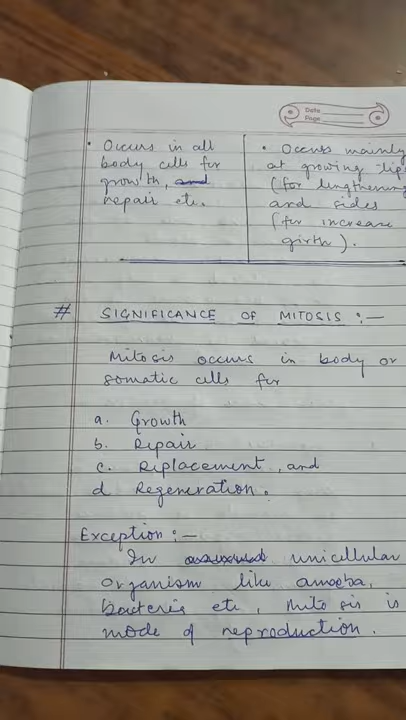 Date
Page
• Occurs in all
body cells for
growth, and
repair etc.
• Occurs mainly
at growing tip
(for lengthening
and sides
(for increase
girth).
# SIGNIFICANCE OF MITOSIS :-
Mitosis occurs in body or
somatic cells for
a. Growth
b. Repair
c. Replacement, and
d Regeneration.
Exception :-
In unicellular
organism like amoeba,
bacteria etc, mitosis is
mode of reproduction.